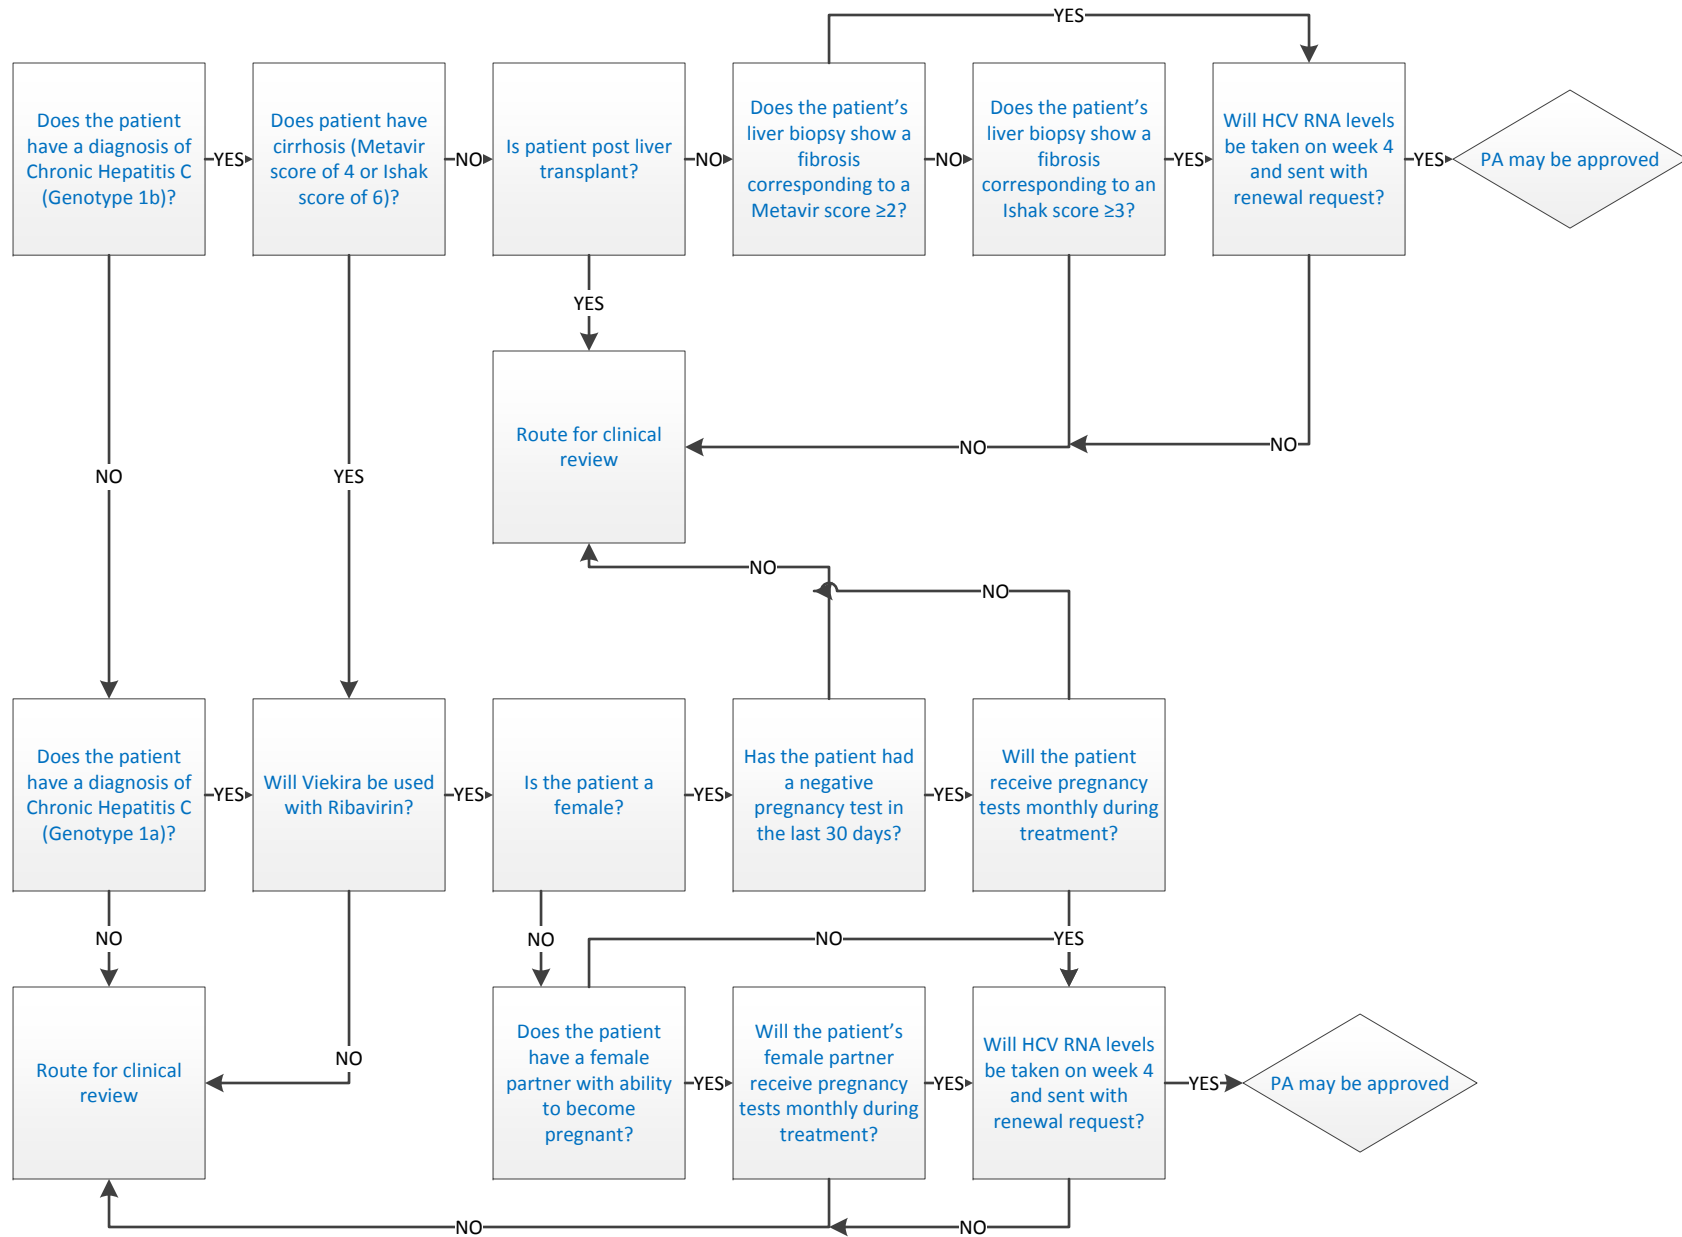 YES
Does the patient
have a diagnosis of
Chronic Hepatitis C
(Genotype 1b)?
YES
Does patient have
cirrhosis (Metavir
score of 4 or Ishak
score of 6)?
NO
Is patient post liver
transplant?
NO
Does the patient’s
liver biopsy show a
fibrosis
corresponding to a
Metavir score ≥2?
NO
Does the patient’s
liver biopsy show a
fibrosis
corresponding to an
Ishak score ≥3?
YES
Will HCV RNA levels
be taken on week 4
and sent with
renewal request?
YES
PA may be approved
YES
Route for clinical
review
NO
NO
NO
YES
NO
NO
Does the patient
have a diagnosis of
Chronic Hepatitis C
(Genotype 1a)?
YES
Will Viekira be used
with Ribavirin?
YES
Is the patient a
female?
YES
Has the patient had
a negative
pregnancy test in
the last 30 days?
YES
Will the patient
receive pregnancy
tests monthly during
treatment?
NO
NO
NO
YES
Route for clinical
review
NO
Does the patient
have a female
partner with ability
to become
pregnant?
YES
Will the patient’s
female partner
receive pregnancy
tests monthly during
treatment?
YES
Will HCV RNA levels
be taken on week 4
and sent with
renewal request?
YES
PA may be approved
NO
NO